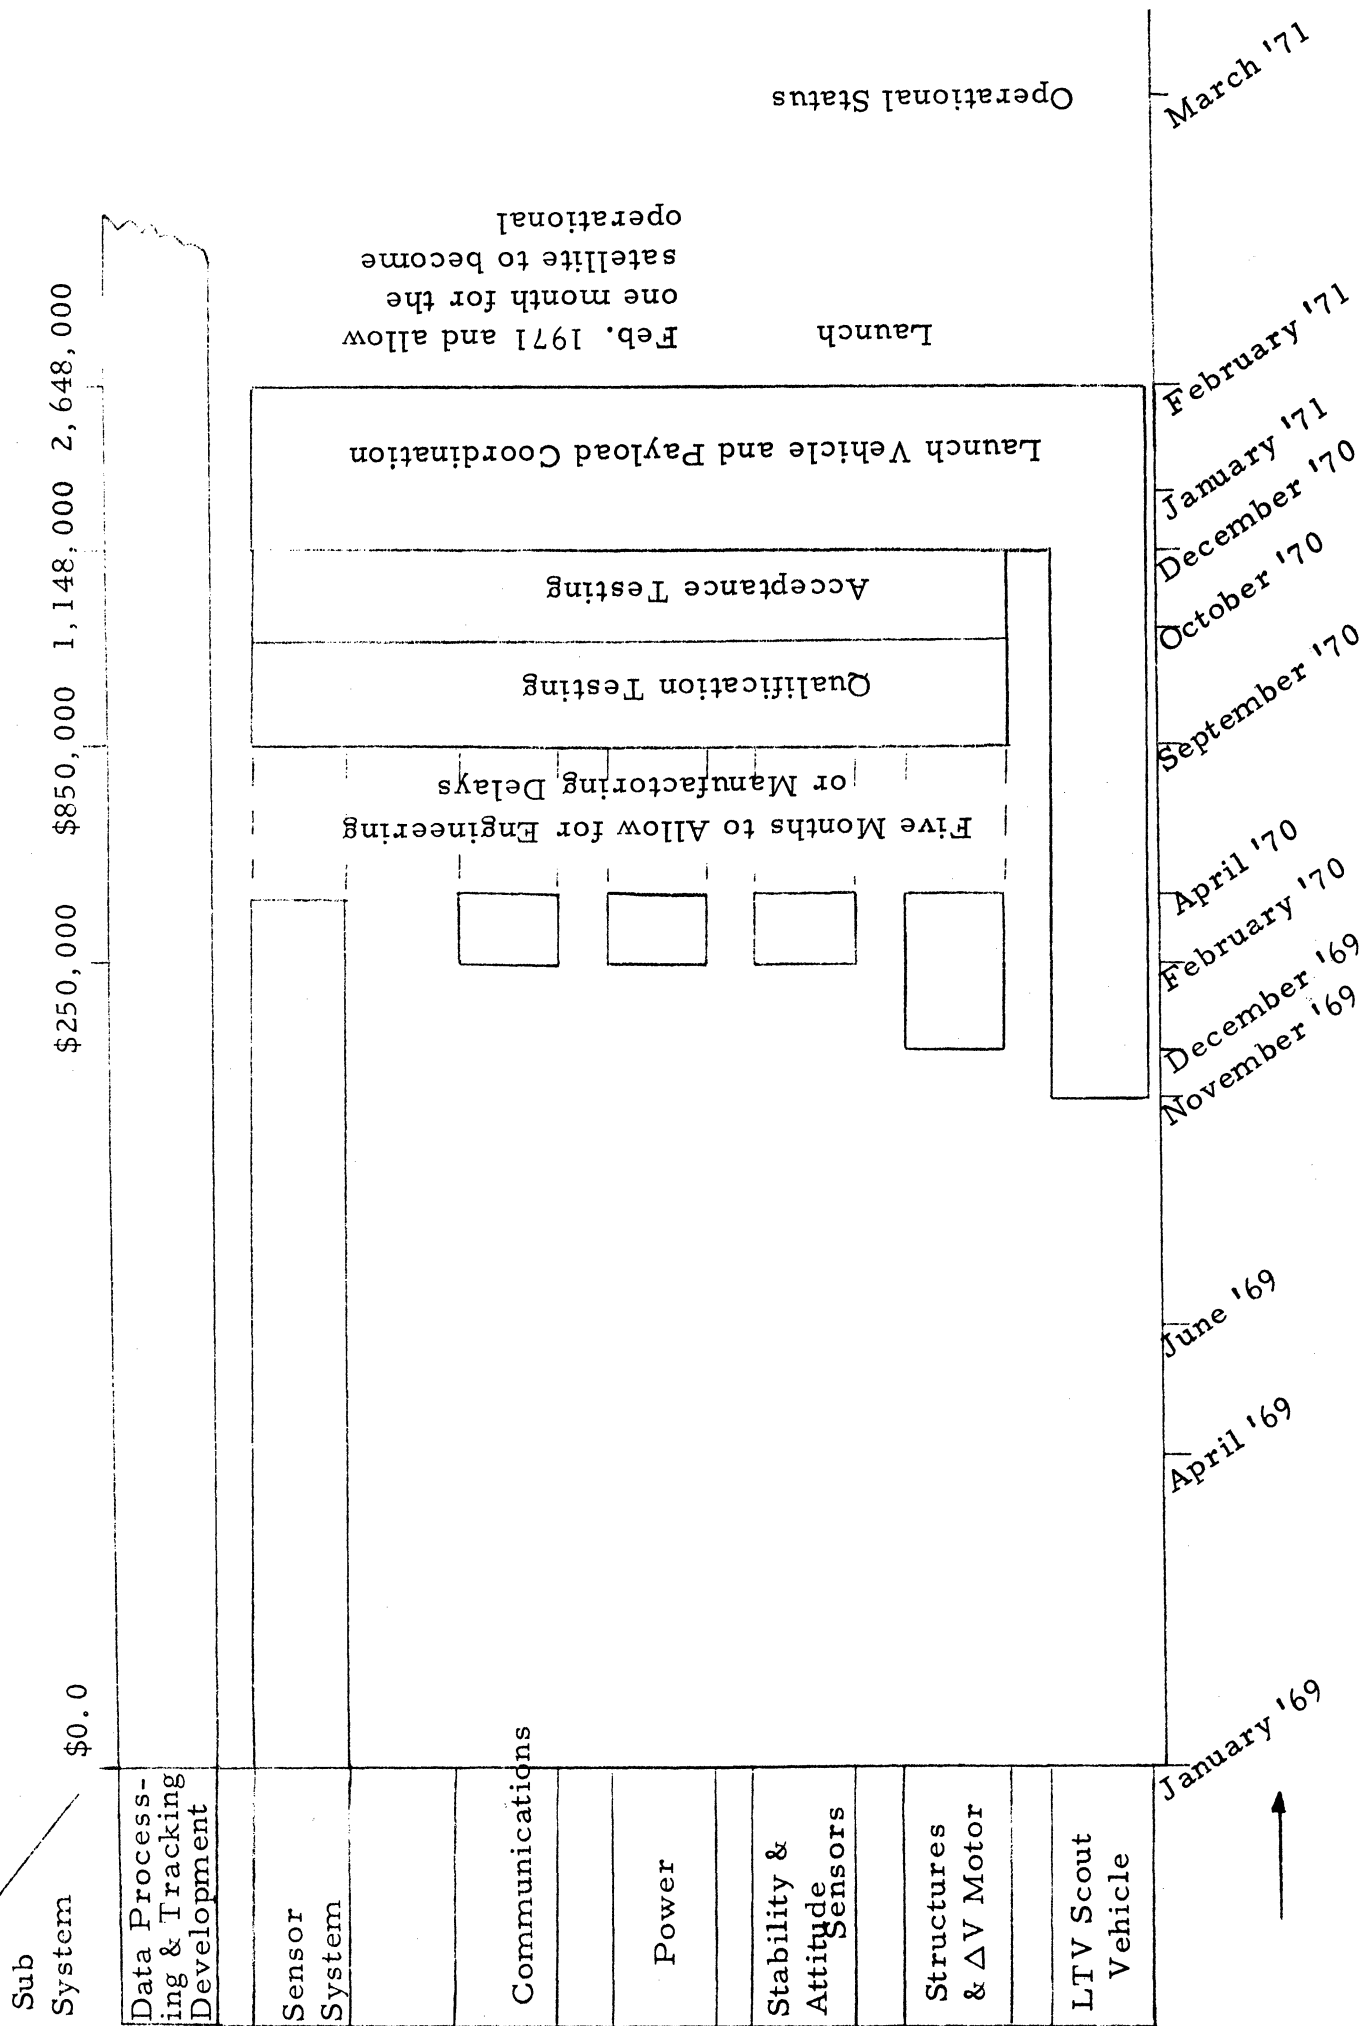 Sub
System
$0.0
$250,000
$850,000
1,148,000
2,648,000
Data Process-
ing & Tracking
Development
Sensor
System
Communications
Power
Stability &
Attitude
Sensors
Structures
& ΔV Motor
LTV Scout
Vehicle
Five Months to Allow for Engineering
or Manufactoring Delays
Qualification Testing
Acceptance Testing
Launch Vehicle and Payload Coordination
Launch
Feb. 1971 and allow
one month for the
satellite to become
operational
Operational Status
January '69
April '69
June '69
November '69
December '69
February '70
April '70
September '70
October '70
December '70
January '71
February '71
March '71